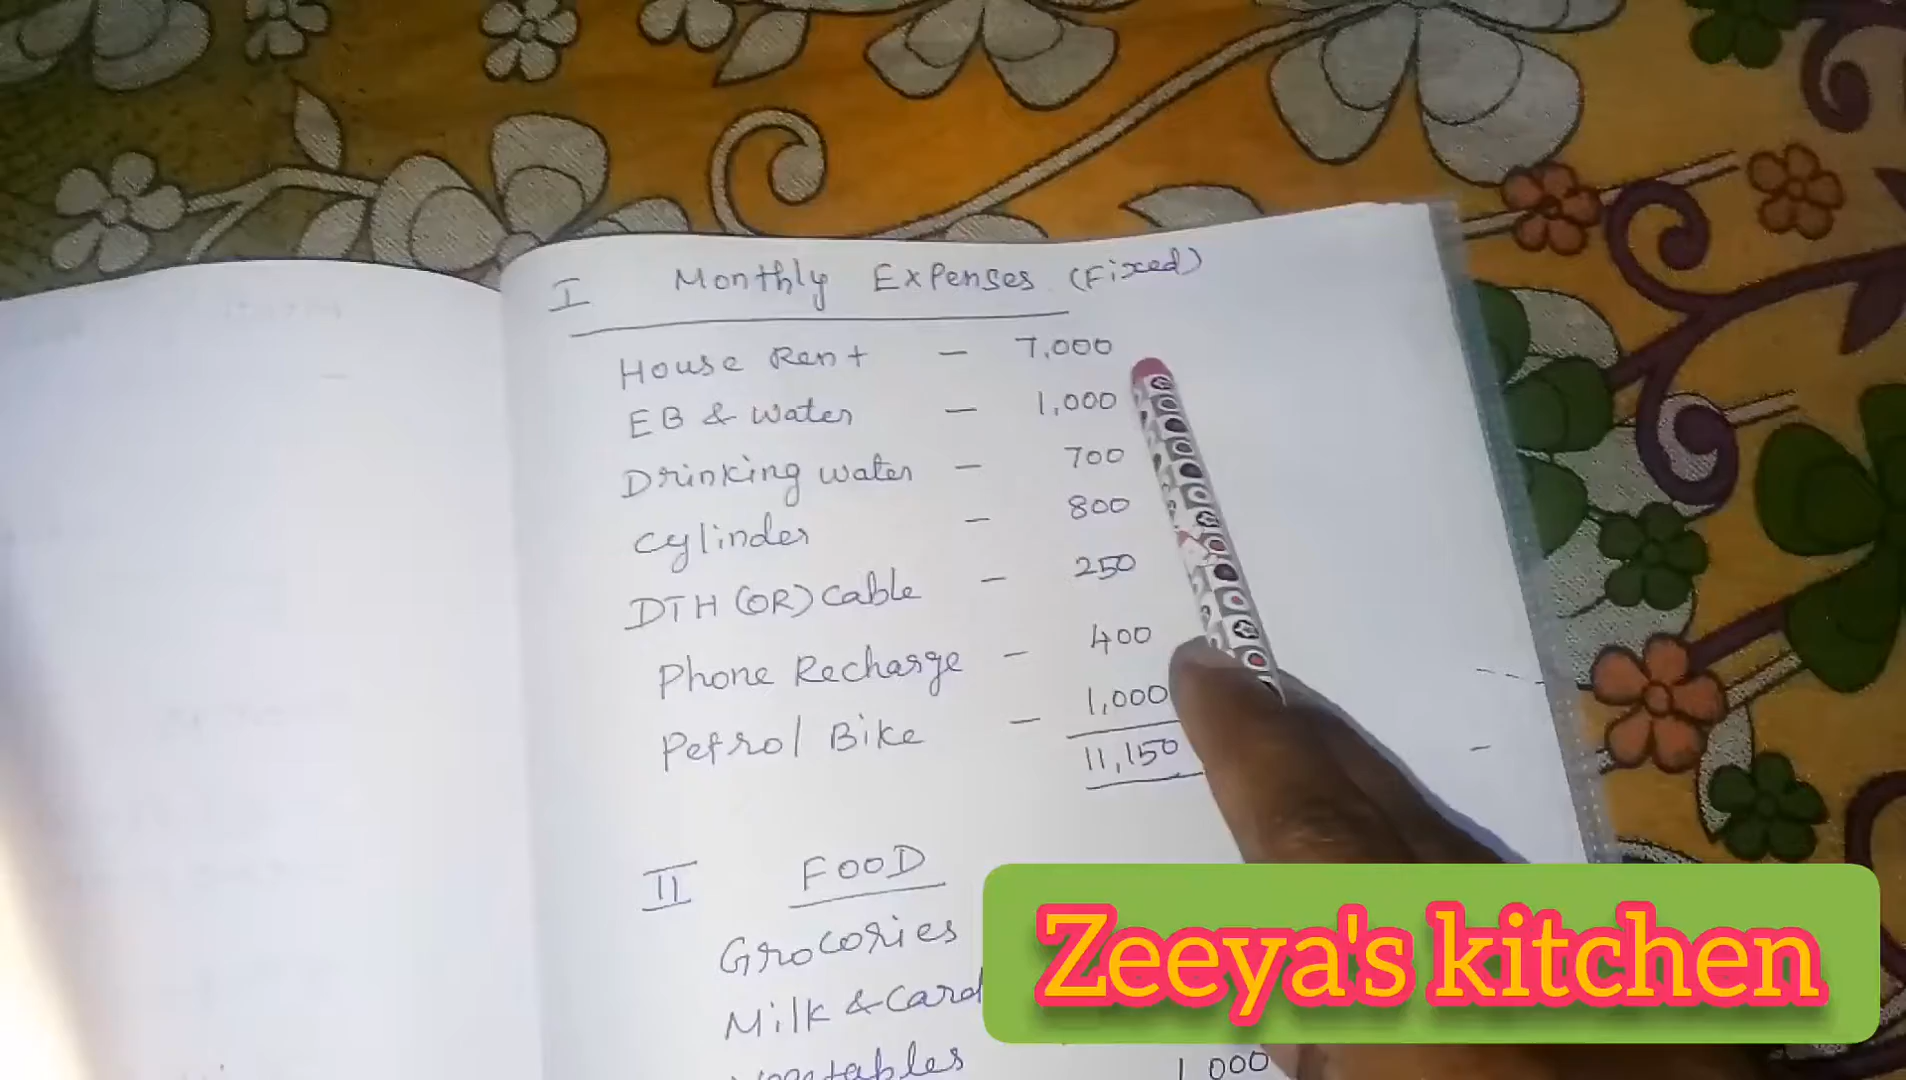 I Monthly Expenses (Fixed)
House Rent – 7,000
EB & Water – 1,000
Drinking water – 700
Cylinder – 800
DTH (OR) Cable – 250
Phone Recharge – 400
Petrol Bike – 1,000
11,150
II FOOD
Groceries
Milk & Card
1 000
Zeeya's kitchen